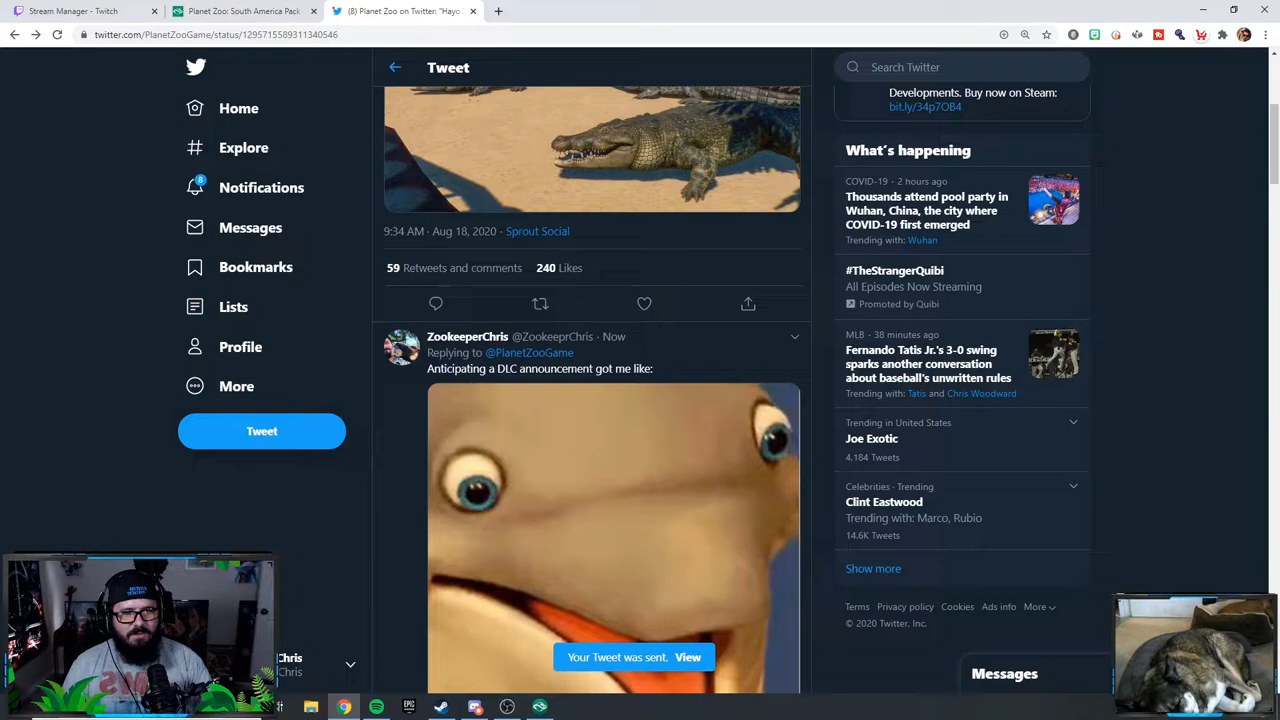 Stream Manager - Twitch
Planet Zoo: South America Pack
(8) Planet Zoo on Twitter: "Hayo
twitter.com/PlanetZooGame/status/1295715589311340546
Home
Explore
8
Notifications
Messages
Bookmarks
Lists
Profile
More
Tweet
Chris
Chris
Tweet
9:34 AM · Aug 18, 2020 · Sprout Social
59 Retweets and comments 240 Likes
ZookeeperChris @ZookeeprChris · Now
Replying to @PlanetZooGame
Anticipating a DLC announcement got me like:
Your Tweet was sent. View
Search Twitter
Developments. Buy now on Steam:
bit.ly/34p7OB4
What's happening
COVID-19 · 2 hours ago
Thousands attend pool party in
Wuhan, China, the city where
COVID-19 first emerged
Trending with: Wuhan
#TheStrangerQuibi
All Episodes Now Streaming
Promoted by Quibi
MLB · 38 minutes ago
Fernando Tatis Jr.'s 3-0 swing
sparks another conversation
about baseball's unwritten rules
Trending with: Tatis and Chris Woodward
Trending in United States
Joe Exotic
4,184 Tweets
Celebrities · Trending
Clint Eastwood
Trending with: Marco, Rubio
14.6K Tweets
Show more
Terms Privacy policy Cookies Ads info More
© 2020 Twitter, Inc.
Messages
EPIC